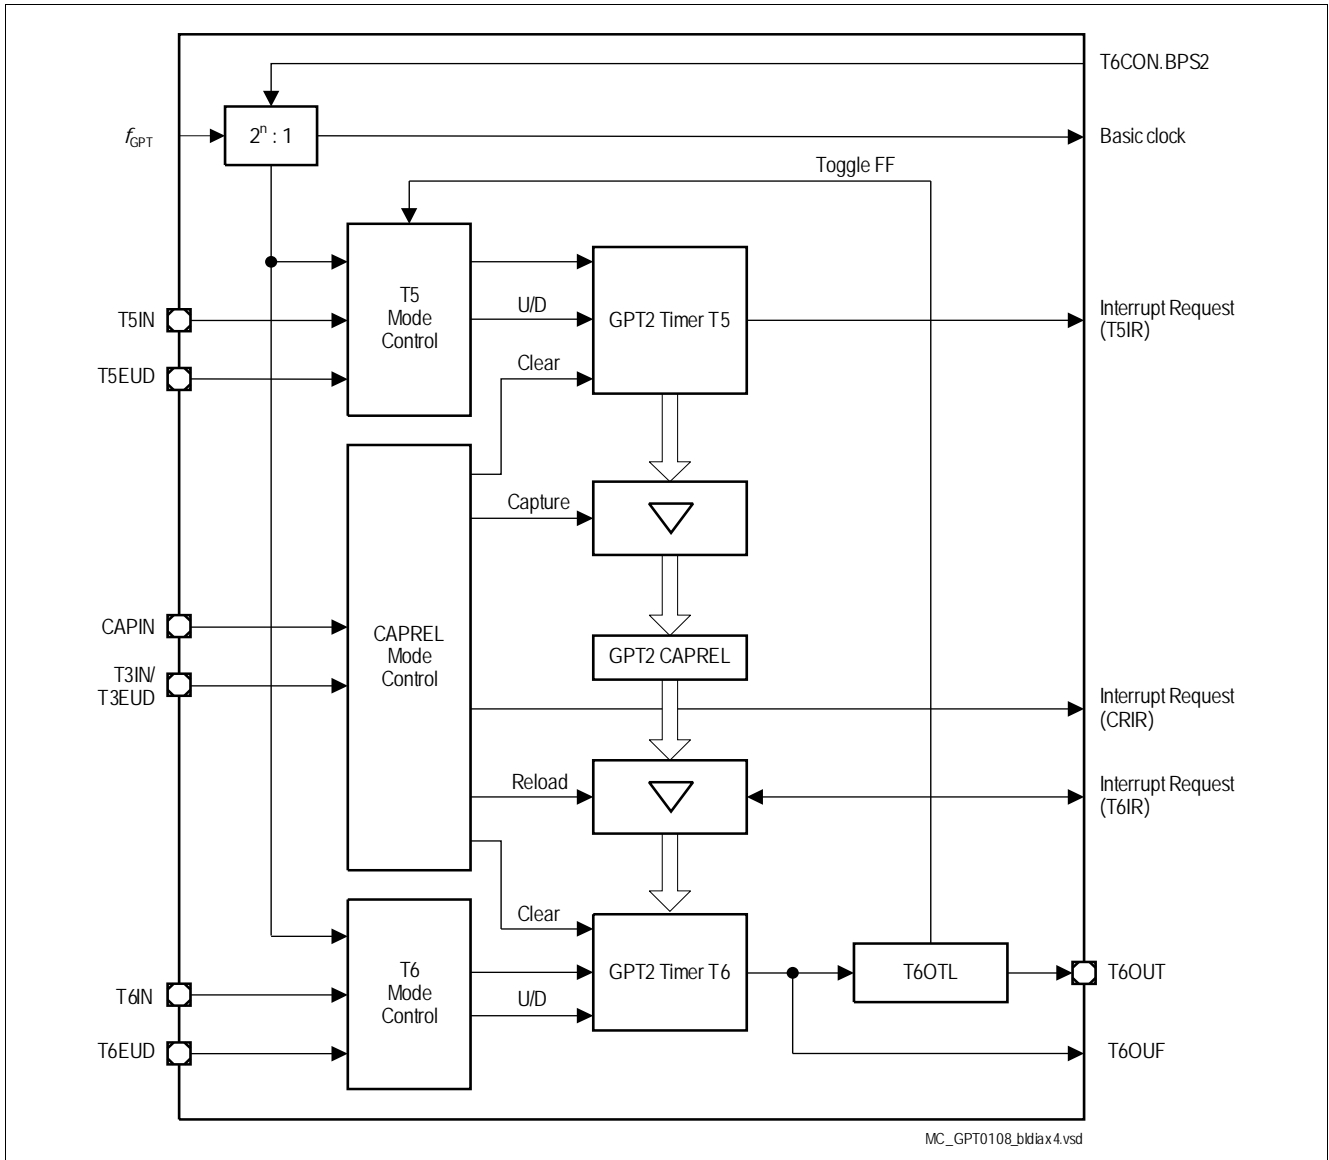 T6CON.BPS2
fGPT
2n : 1
Basic clock
Toggle FF
T5
Mode
Control
U/D
GPT2 Timer T5
Interrupt Request
(T5IR)
T5IN
T5EUD
Clear
Capture
CAPIN
T3IN/
T3EUD
CAPREL
Mode
Control
GPT2 CAPREL
Interrupt Request
(CRIR)
Reload
Interrupt Request
(T6IR)
Clear
T6
Mode
Control
GPT2 Timer T6
T6OTL
T6OUT
T6IN
U/D
T6EUD
T6OUF
MC_GPT0108_bldiax4.vsd